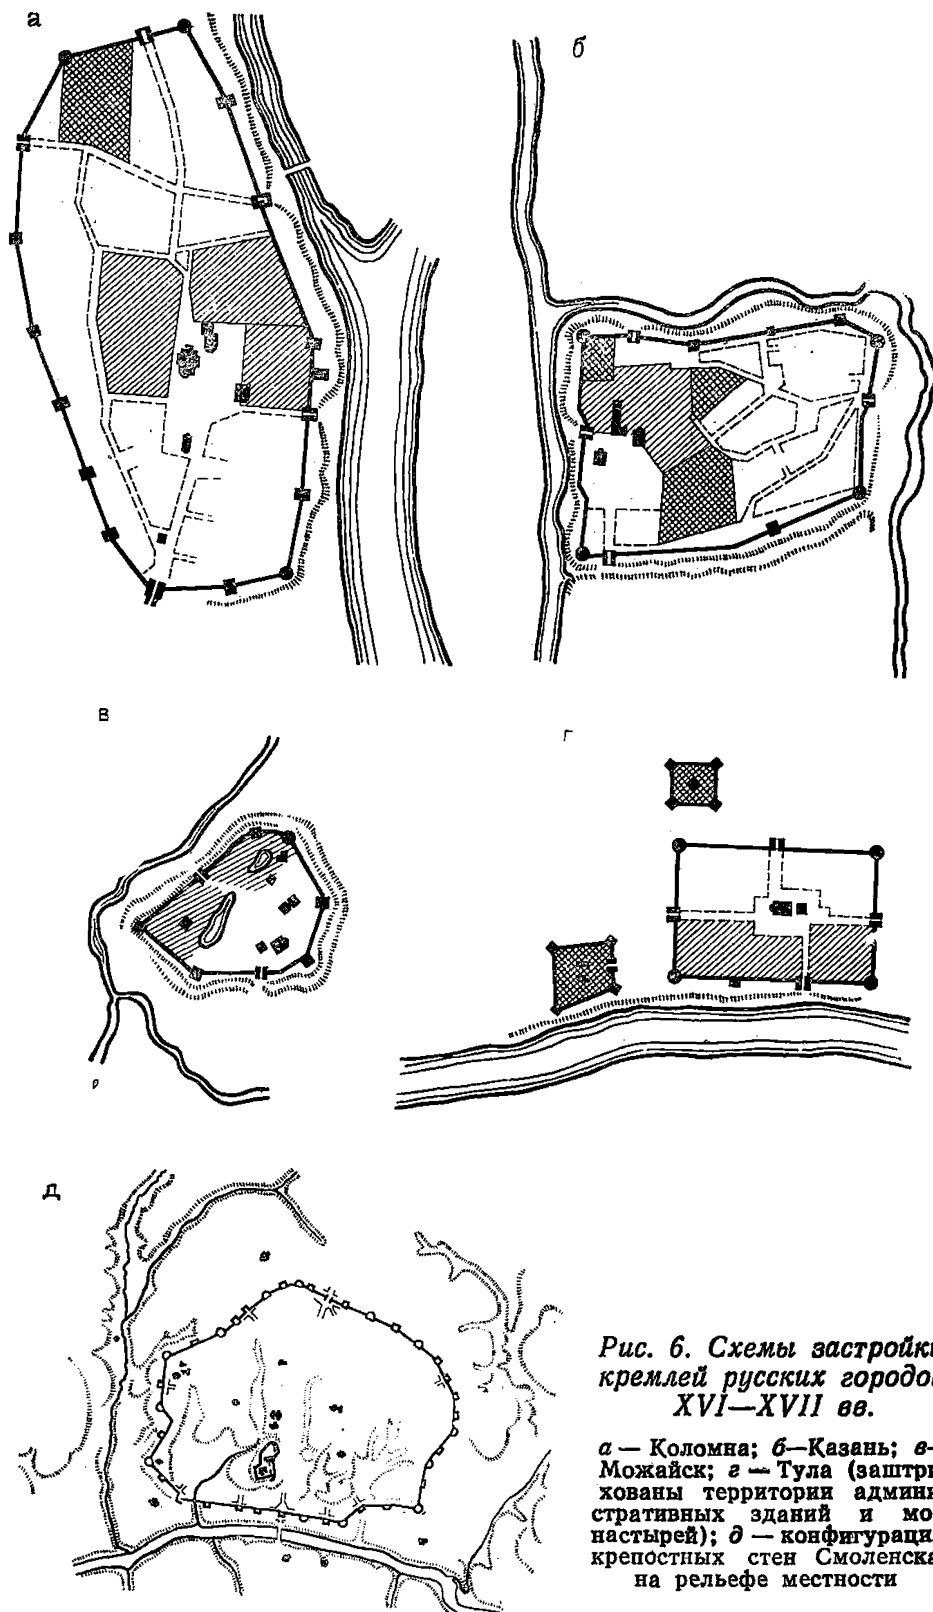 а
б
в
г
д
Рис. 6. Схемы застройки
кремлей русских городо
XVI—XVII вв.
а — Коломна; б—Казань; в-
Можайск; г — Тула (заштри
хованы территории админи
стративных зданий и мо
настырей); д — конфигураци
крепостных стен Смоленска
на рельефе местности